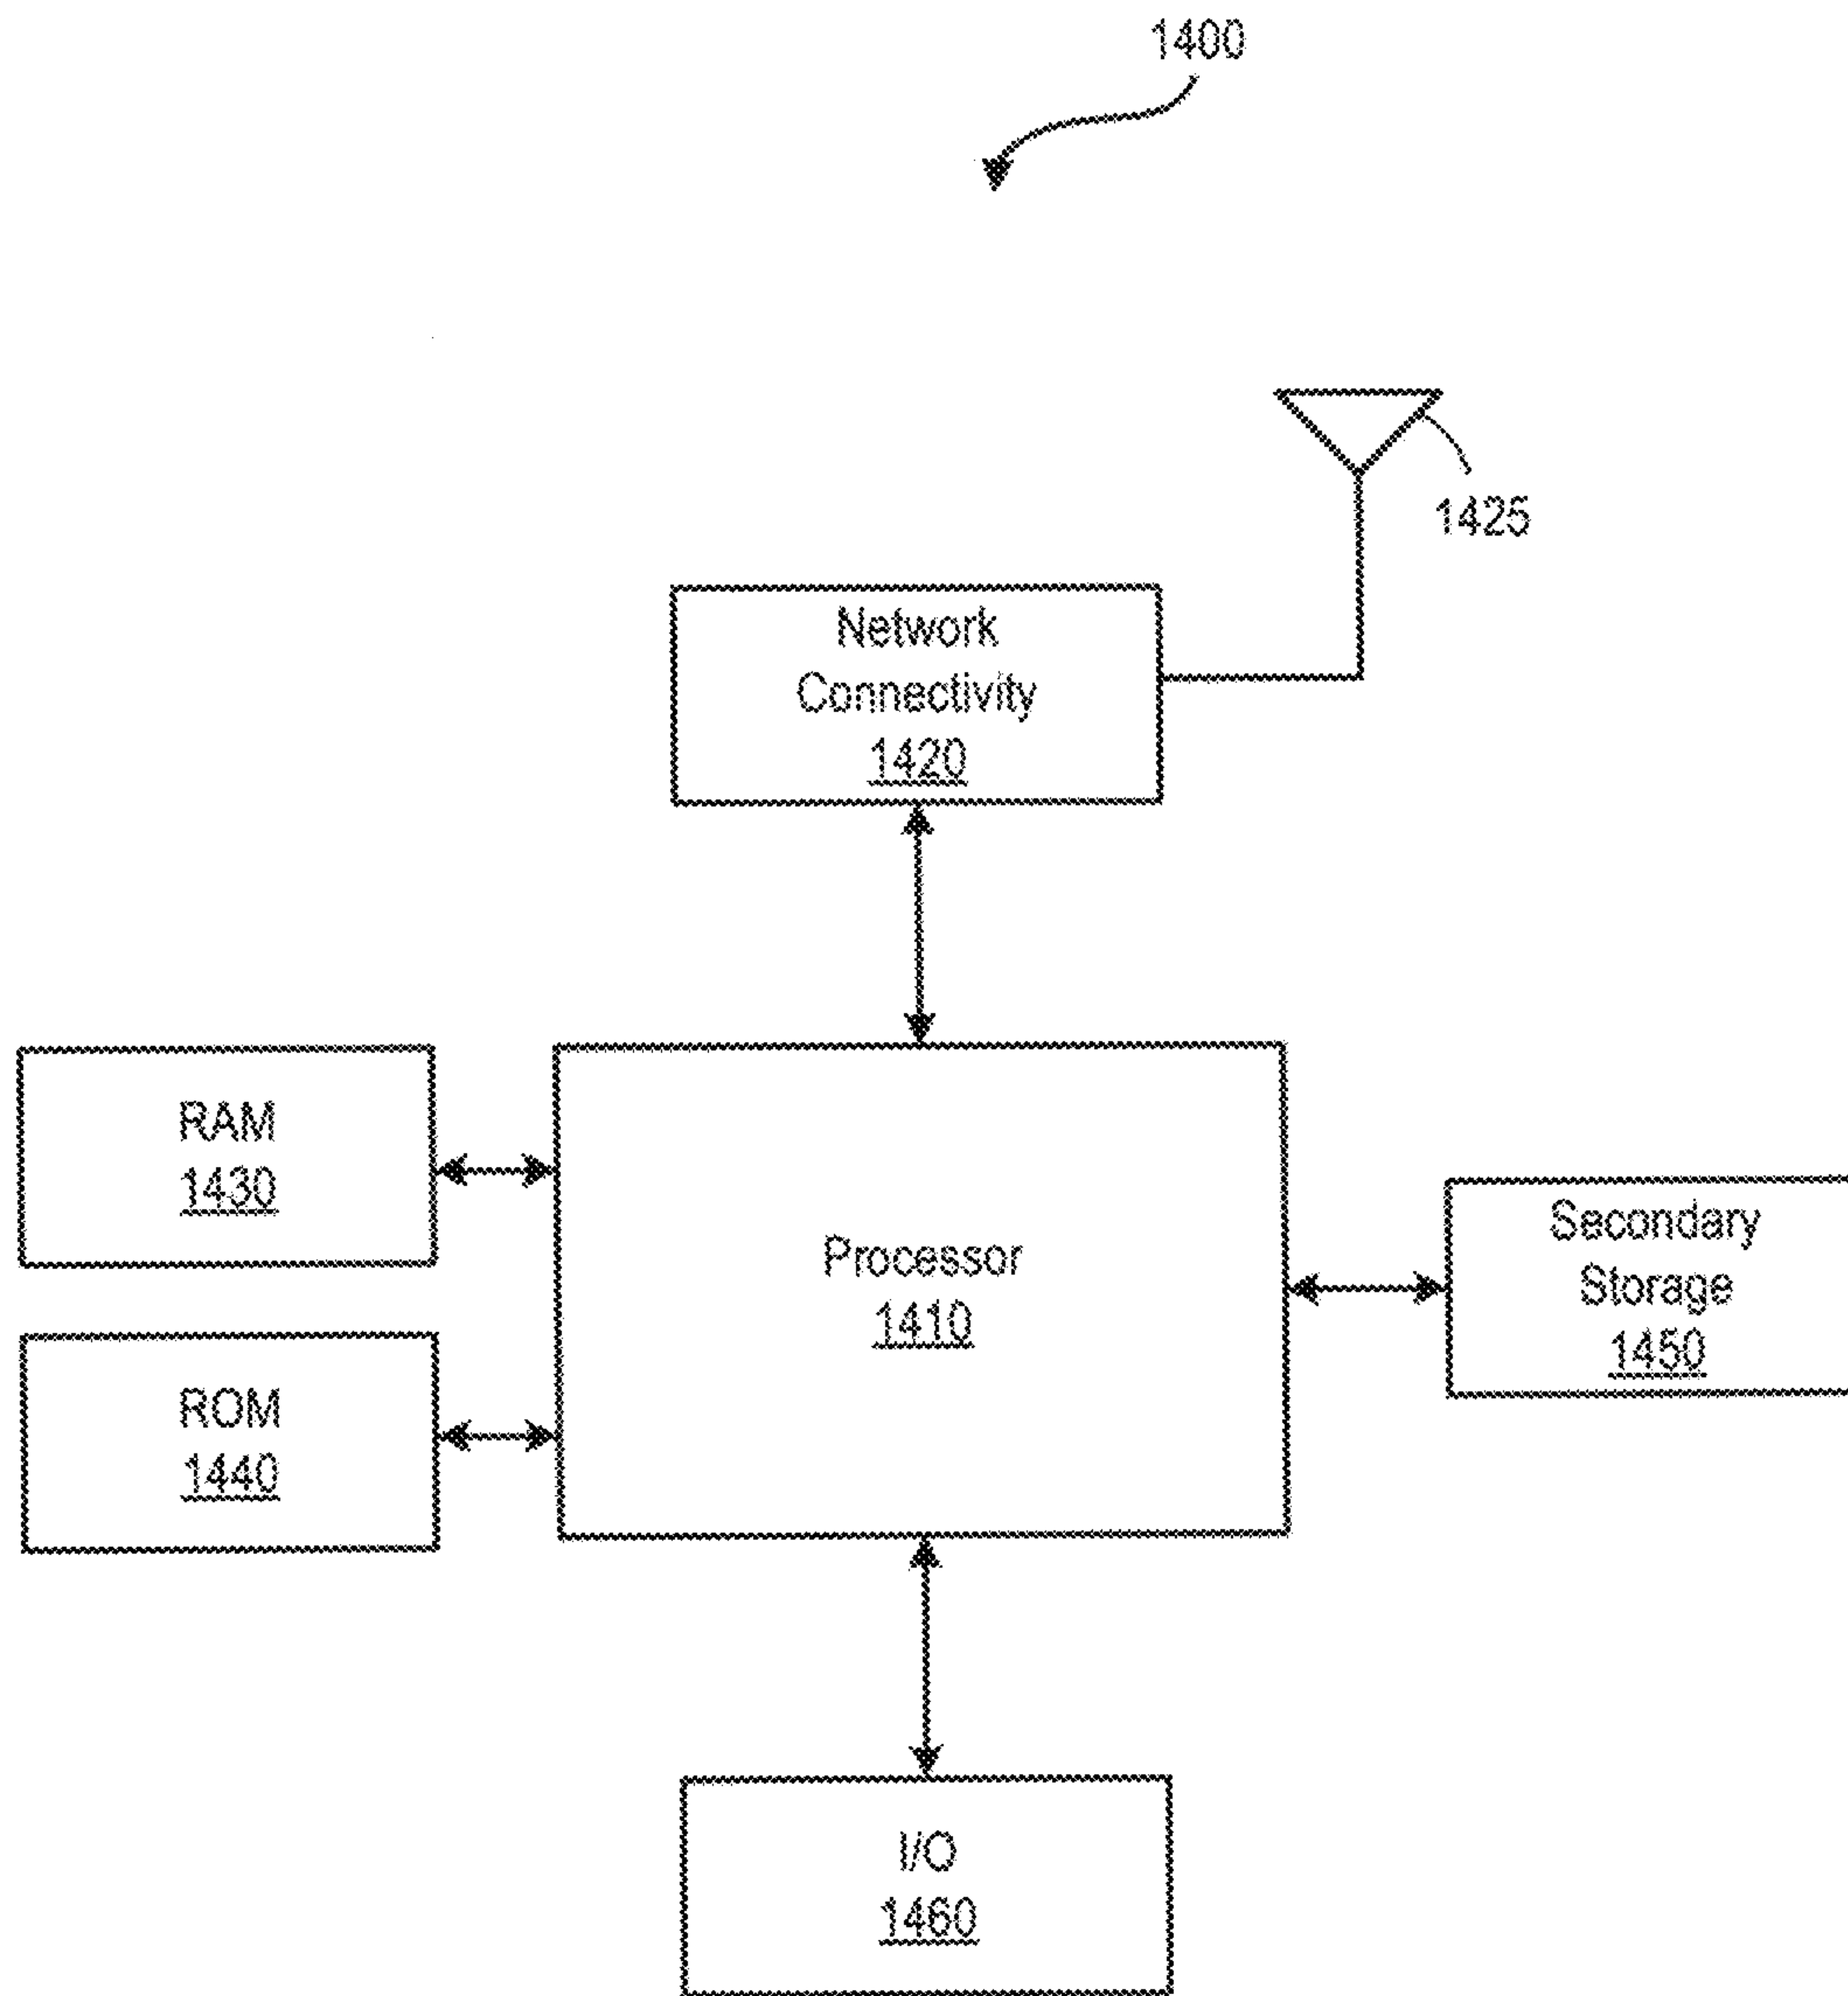 1400
1425
Network
Connectivity
1420
RAM
1430
Processor
1410
Secondary
Storage
1450
ROM
1440
I/O
1460